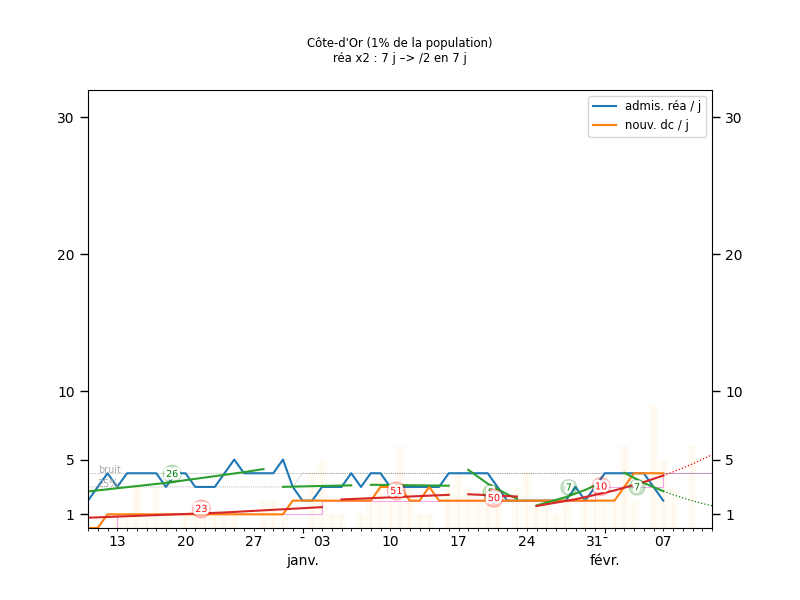 Côte-d'Or (1% de la population)
réa x2 : 7 j –> /2 en 7 j
admis. réa / j
nouv. dc / j
30 30
20 20
10 10
5 5
1 1
bruit
25%
26
23
51
50
7
10
7
13 20 27 - 03 10 17 24 31- 07
janv. févr.